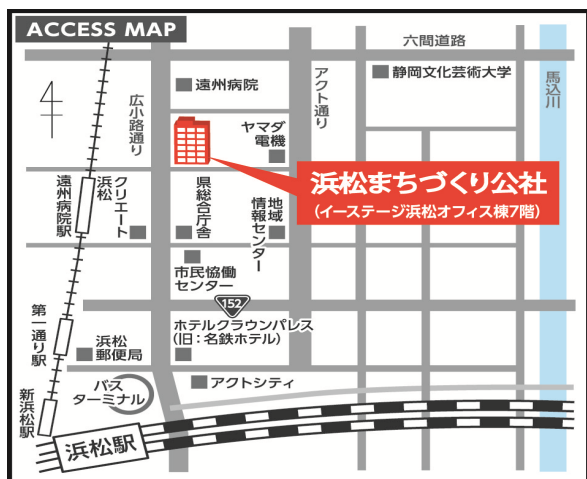 ACCESS MAP
六間道路
遠州病院
静岡文化芸術大学
アクト通り
馬込川
広小路通り
ヤマダ
電機
浜松まちづくり公社
(イーステージ浜松オフィス棟7階)
遠州病院駅
浜松
クリエート
県総合庁舎
地域
情報センター
市民協働
センター
152
第一通り駅
浜松
郵便局
ホテルクラウンパレス
(旧:名鉄ホテル)
バス
ターミナル
アクトシティ
新浜松駅
浜松駅